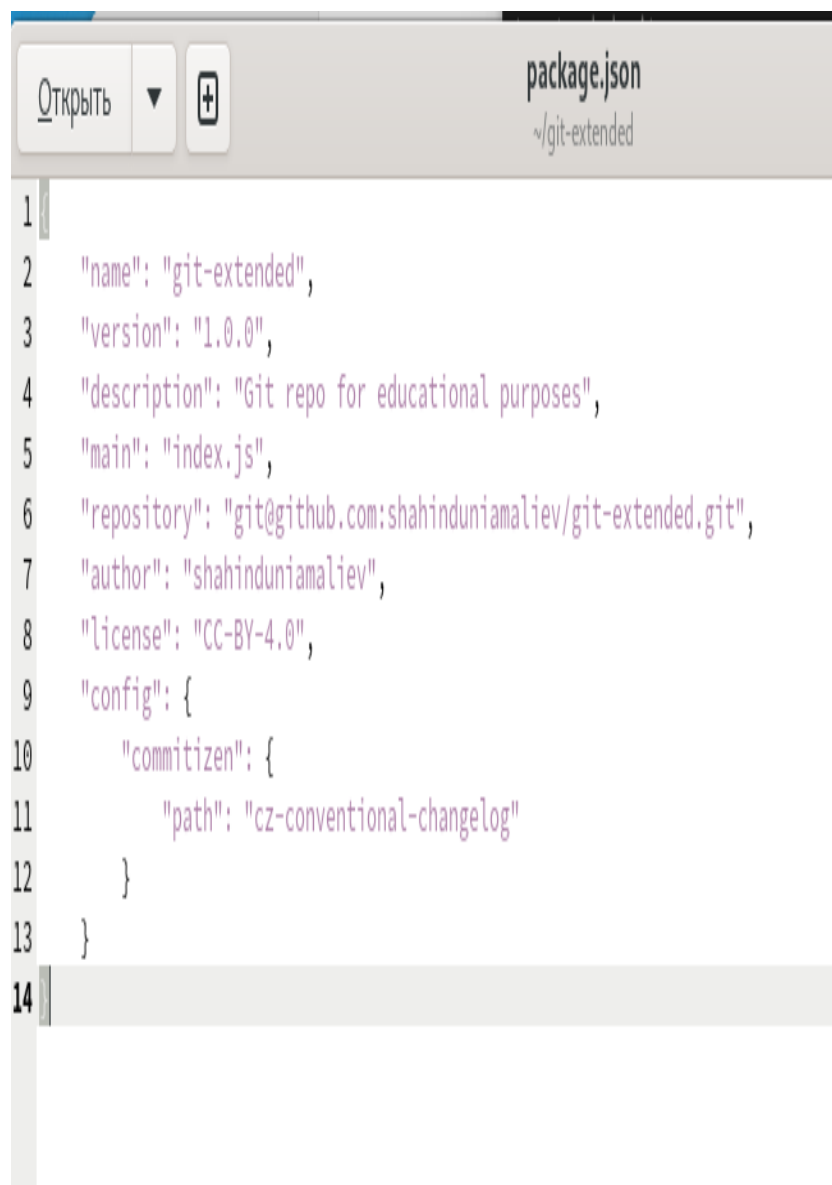 Открыть
package.json
~/git-extended
1 {
2 "name": "git-extended",
3 "version": "1.0.0",
4 "description": "Git repo for educational purposes",
5 "main": "index.js",
6 "repository": "git@github.com:shahinduniamaliev/git-extended.git",
7 "author": "shahinduniamaliev",
8 "license": "CC-BY-4.0",
9 "config": {
10 "commitizen": {
11 "path": "cz-conventional-changelog"
12 }
13 }
14 }